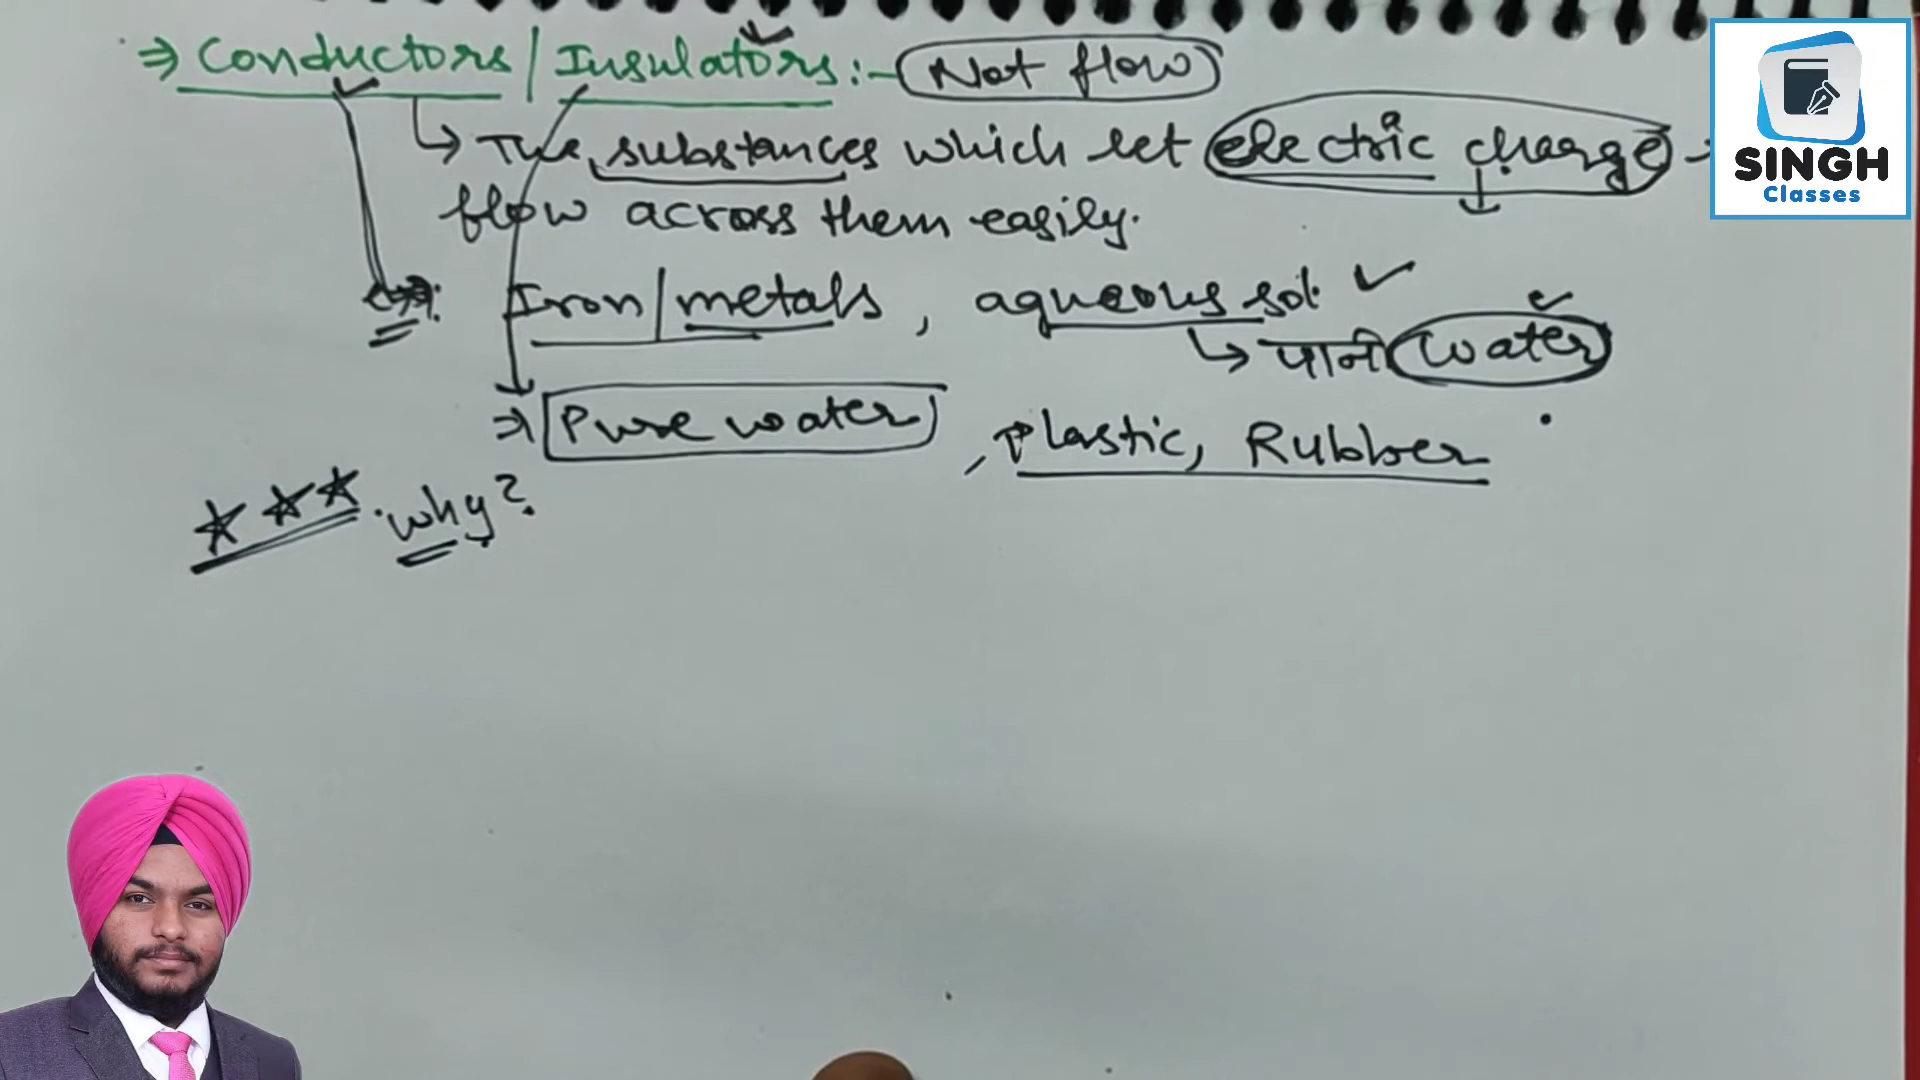 ⇒ Conductors / Insulators :- Not flow
↳ The substances which let electric charge
flow across them easily.
Iron / metals , aqueous sol.
↳ पानी water
⇒ Pure water , Plastic, Rubber
☆☆☆ . why?
SINGH
Classes